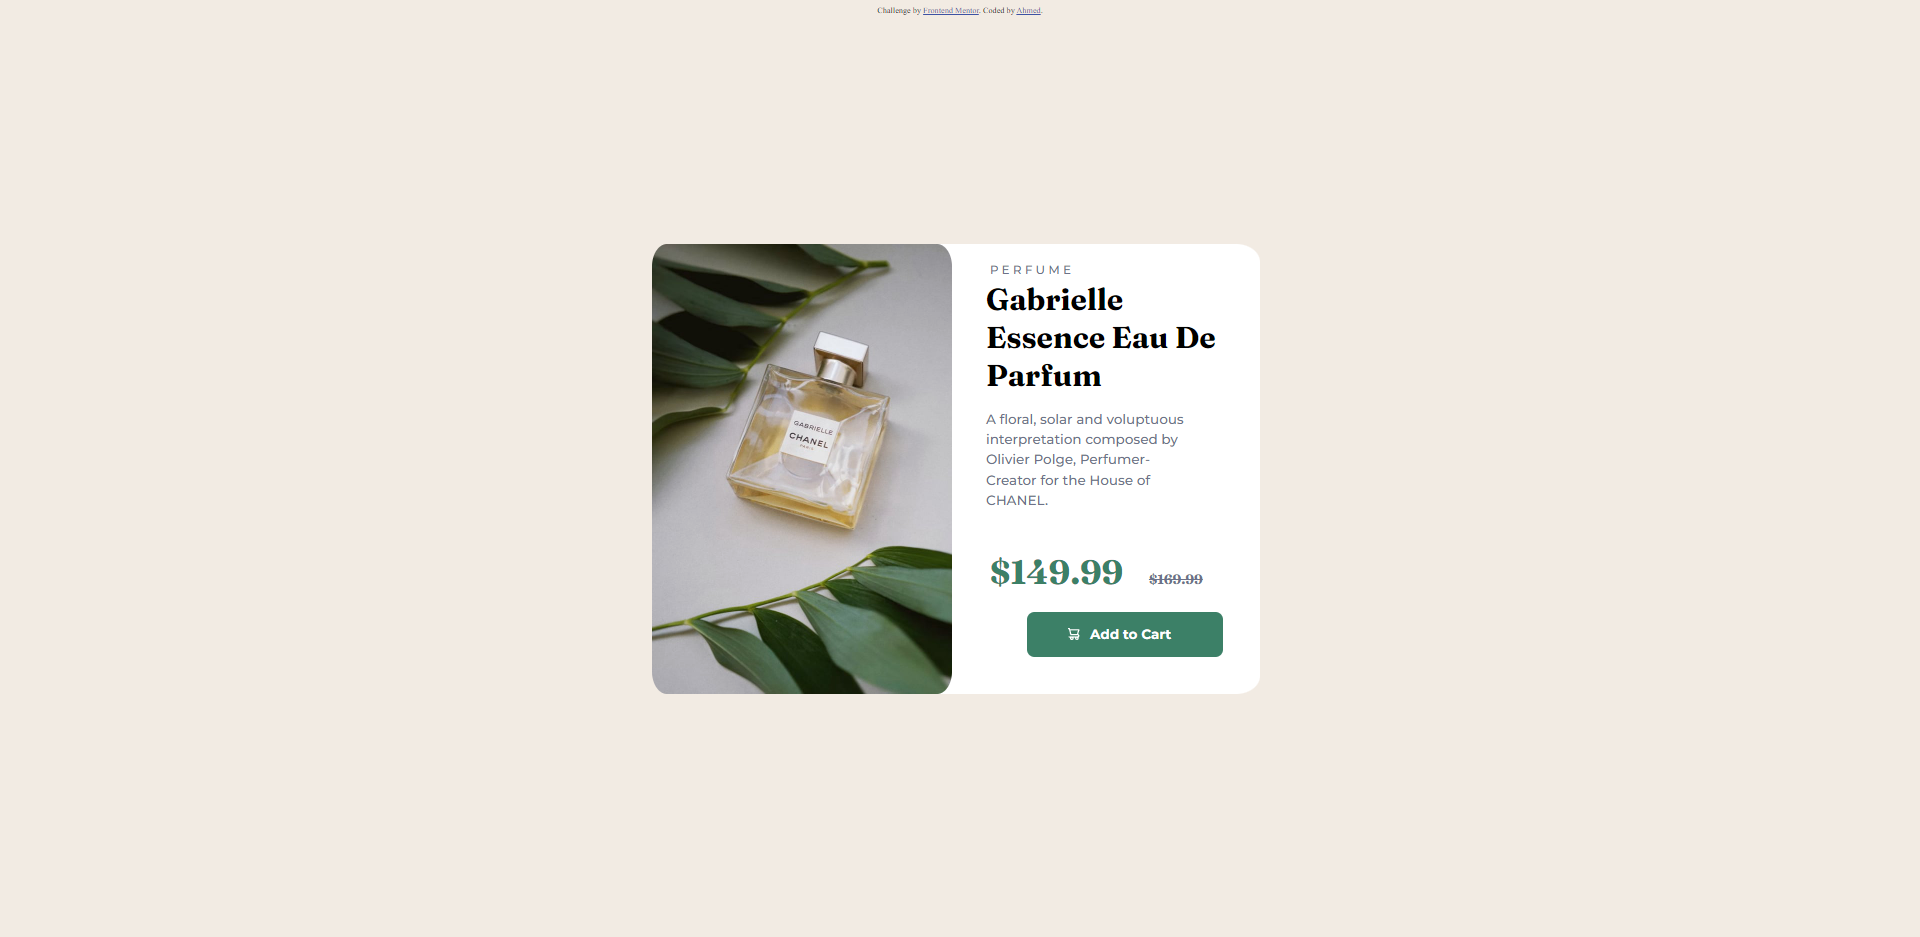 Challenge by Frontend Mentor. Coded by Ahmed.
PERFUME
Gabrielle
Essence Eau De
Parfum
A floral, solar and voluptuous
interpretation composed by
Olivier Polge, Perfumer-
Creator for the House of
CHANEL.
$149.99 $169.99
Add to Cart
GABRIELLE
CHANEL
PARIS